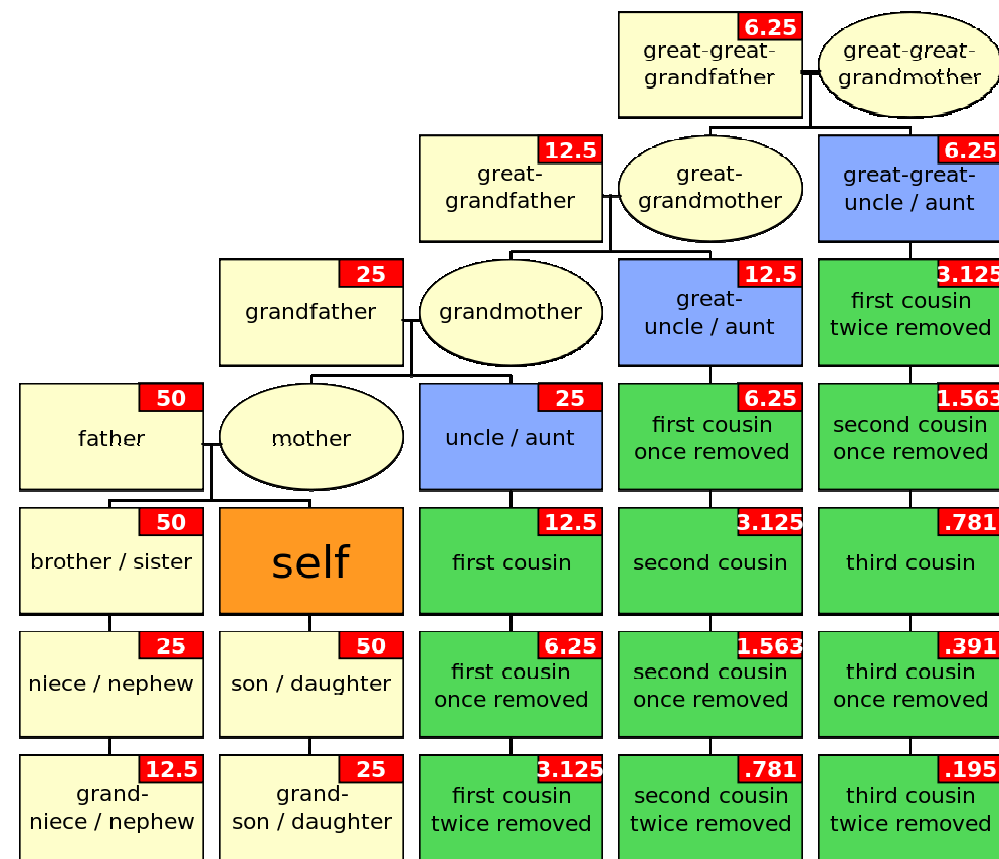 6.25
great-great-
grandfather
great-great-
grandmother
12.5
great-
grandfather
great-
grandmother
6.25
great-great-
uncle / aunt
25
grandfather
grandmother
12.5
great-
uncle / aunt
3.125
first cousin
twice removed
50
father
mother
25
uncle / aunt
6.25
first cousin
once removed
1.563
second cousin
once removed
50
brother / sister
self
12.5
first cousin
3.125
second cousin
.781
third cousin
25
niece / nephew
50
son / daughter
6.25
first cousin
once removed
1.563
second cousin
once removed
.391
third cousin
once removed
12.5
grand-
niece / nephew
25
grand-
son / daughter
3.125
first cousin
twice removed
.781
second cousin
twice removed
.195
third cousin
twice removed